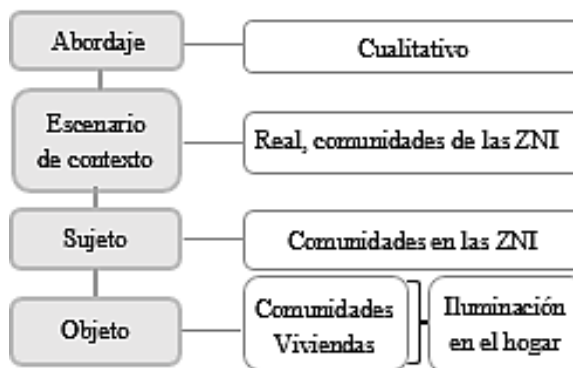 Abordaje
Cualitativo
Escenario
de contexto
Real, comunidades de las ZNI
Sujeto
Comunidades en las ZNI
Objeto
Comunidades
Viviendas
Iluminación
en el hogar